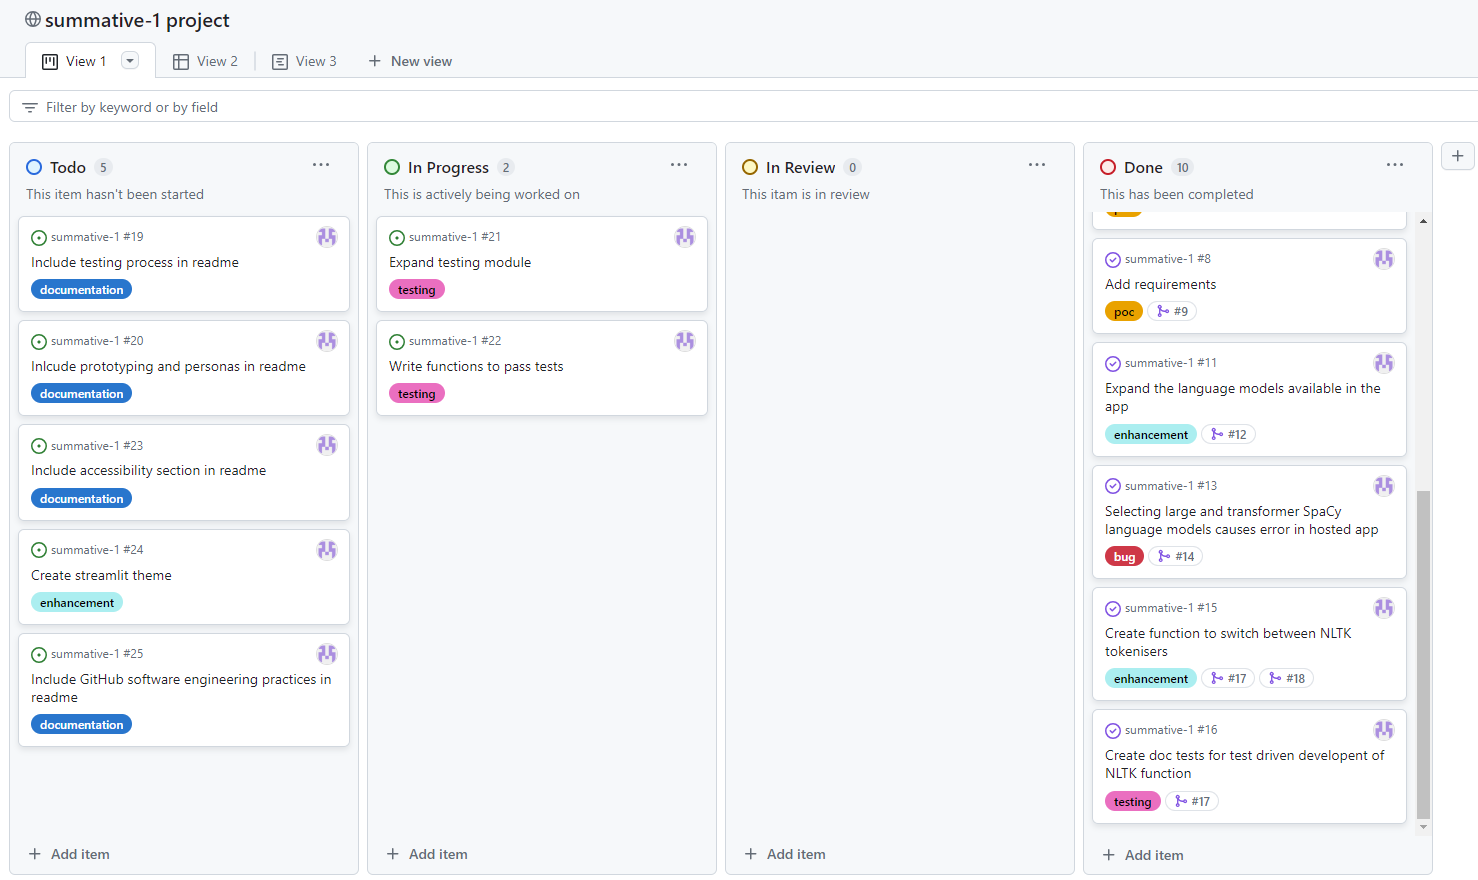 summative-1 project
View 1
View 2
View 3
New view
Filter by keyword or by field
Todo 5
This item hasn't been started
summative-1 #19
Include testing process in readme
documentation
summative-1 #20
Inlcude prototyping and personas in readme
documentation
summative-1 #23
Include accessibility section in readme
documentation
summative-1 #24
Create streamlit theme
enhancement
summative-1 #25
Include GitHub software engineering practices in
readme
documentation
Add item
In Progress 2
This is actively being worked on
summative-1 #21
Expand testing module
testing
summative-1 #22
Write functions to pass tests
testing
Add item
In Review 0
This itam is in review
Add item
Done 10
This has been completed
summative-1 #8
Add requirements
poc #9
summative-1 #11
Expand the language models available in the
app
enhancement #12
summative-1 #13
Selecting large and transformer SpaCy
language models causes error in hosted app
bug #14
summative-1 #15
Create function to switch between NLTK
tokenisers
enhancement #17 #18
summative-1 #16
Create doc tests for test driven developent of
NLTK function
testing #17
Add item